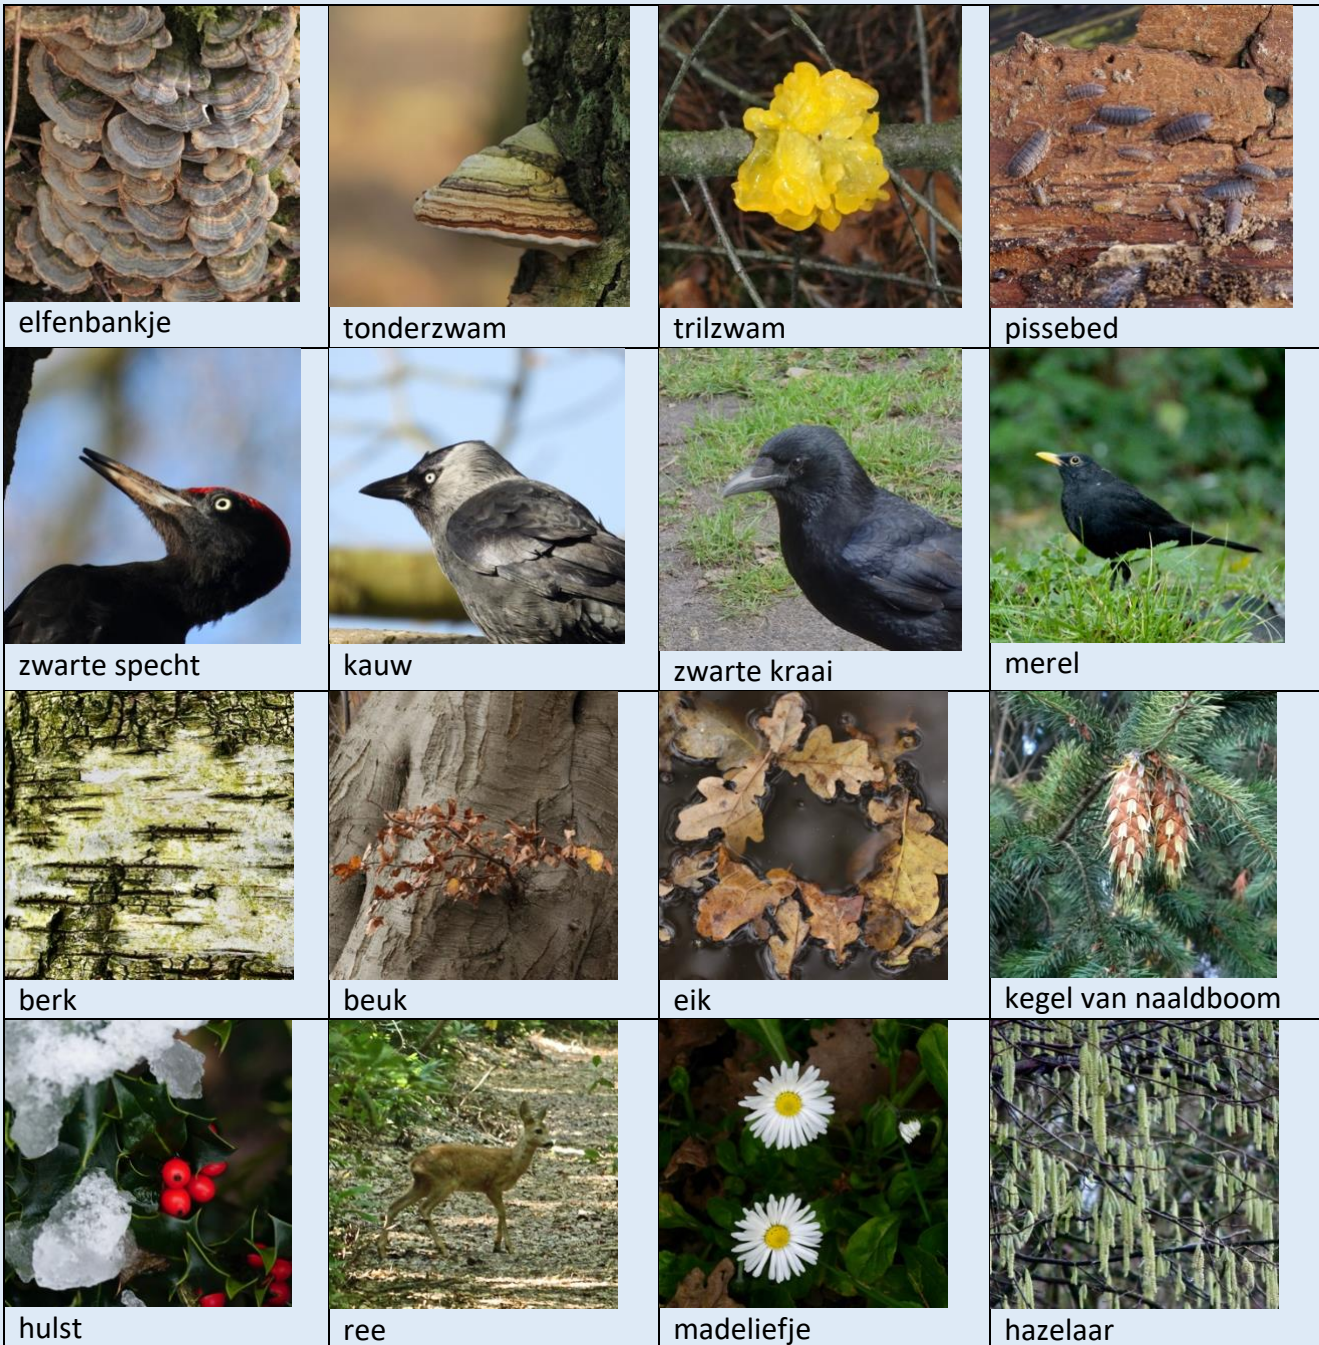 elfenbankje
tonderzwam
trilzwam
pissebed
zwarte specht
kauw
zwarte kraai
merel
berk
beuk
eik
kegel van naaldboom
hulst
ree
madeliefje
hazelaar